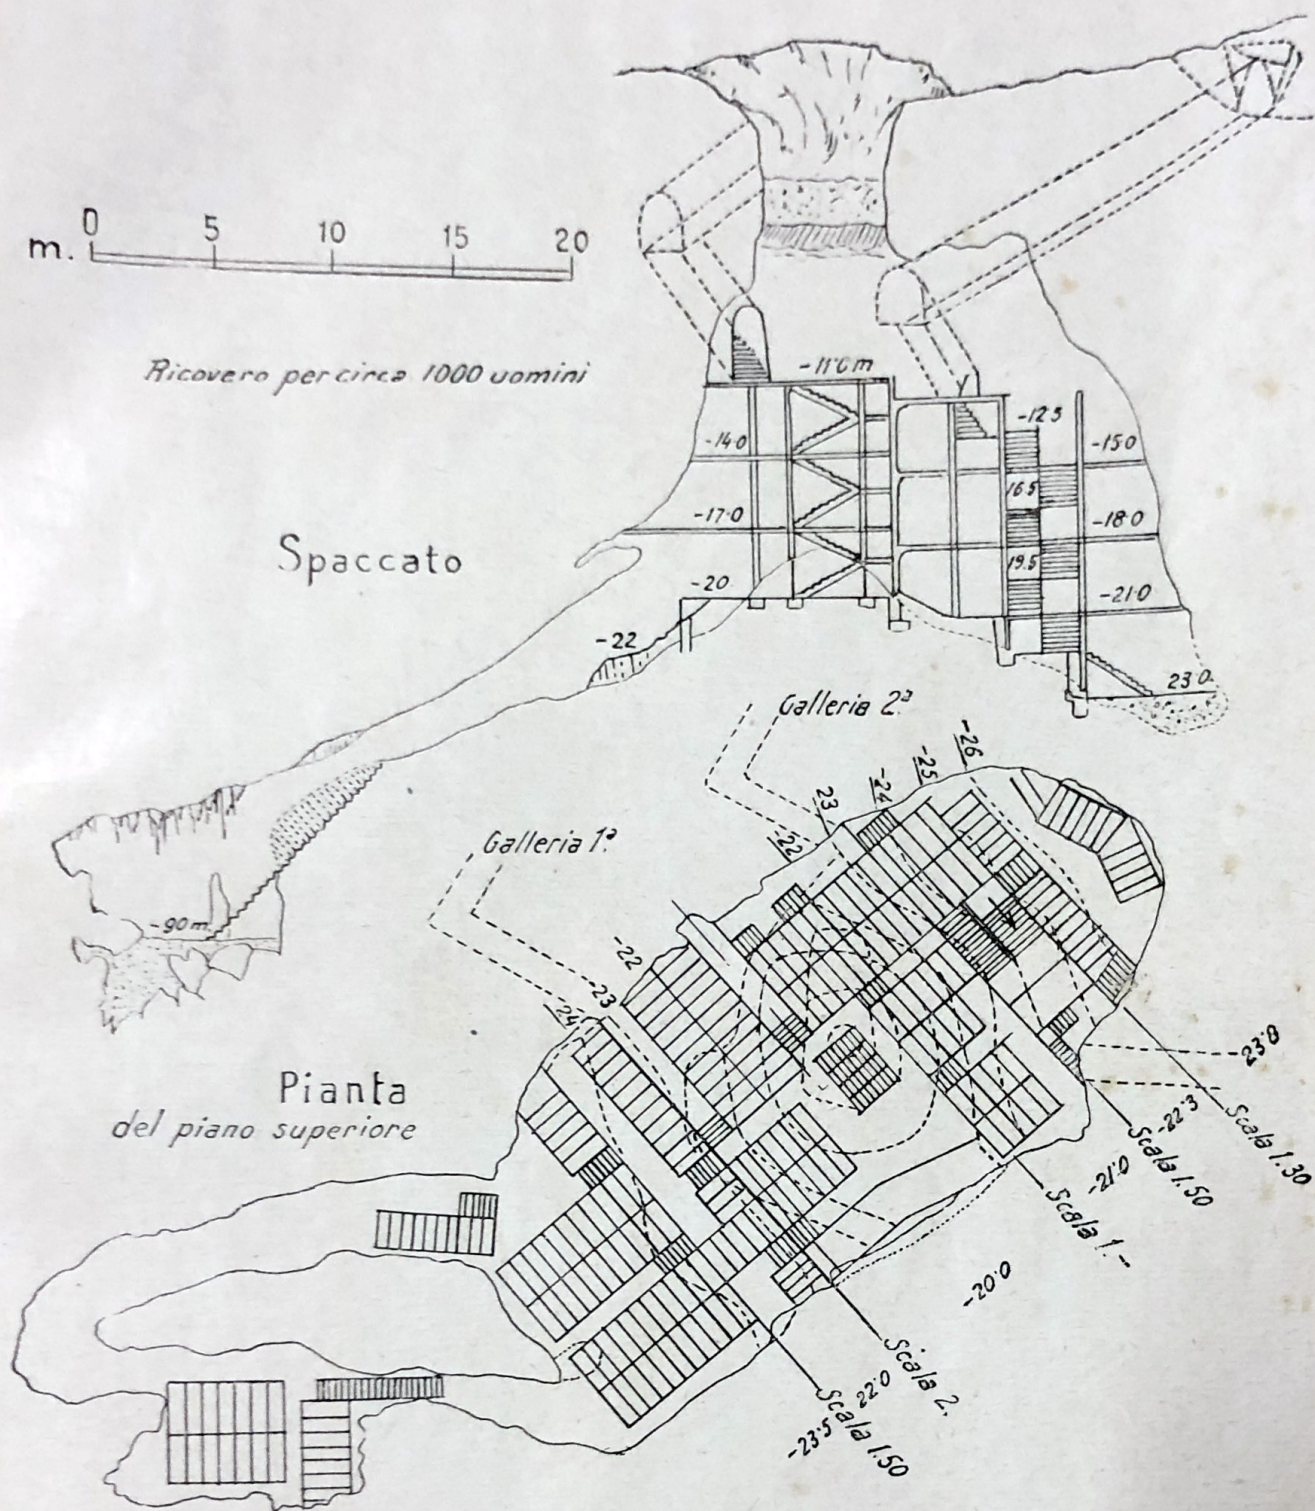 0 5 10 15 20
m.
Ricovero per circa 1000 uomini
-11·0 m
-12·5
-14·0
-15·0
16·5
-17·0
-18·0
19·5
Spaccato
-20
-21·0
-22
23·0
-90 m.
Galleria 2ª
-26
-25
-24
23
-22
Galleria 1ª
-22
-23
-24
Pianta
del piano superiore
Scala 1.30
-22·3
Scala 1.50
-21·0
Scala 1.-
-20·0
Scala 2.
22·0
Scala 1.50
-23·5